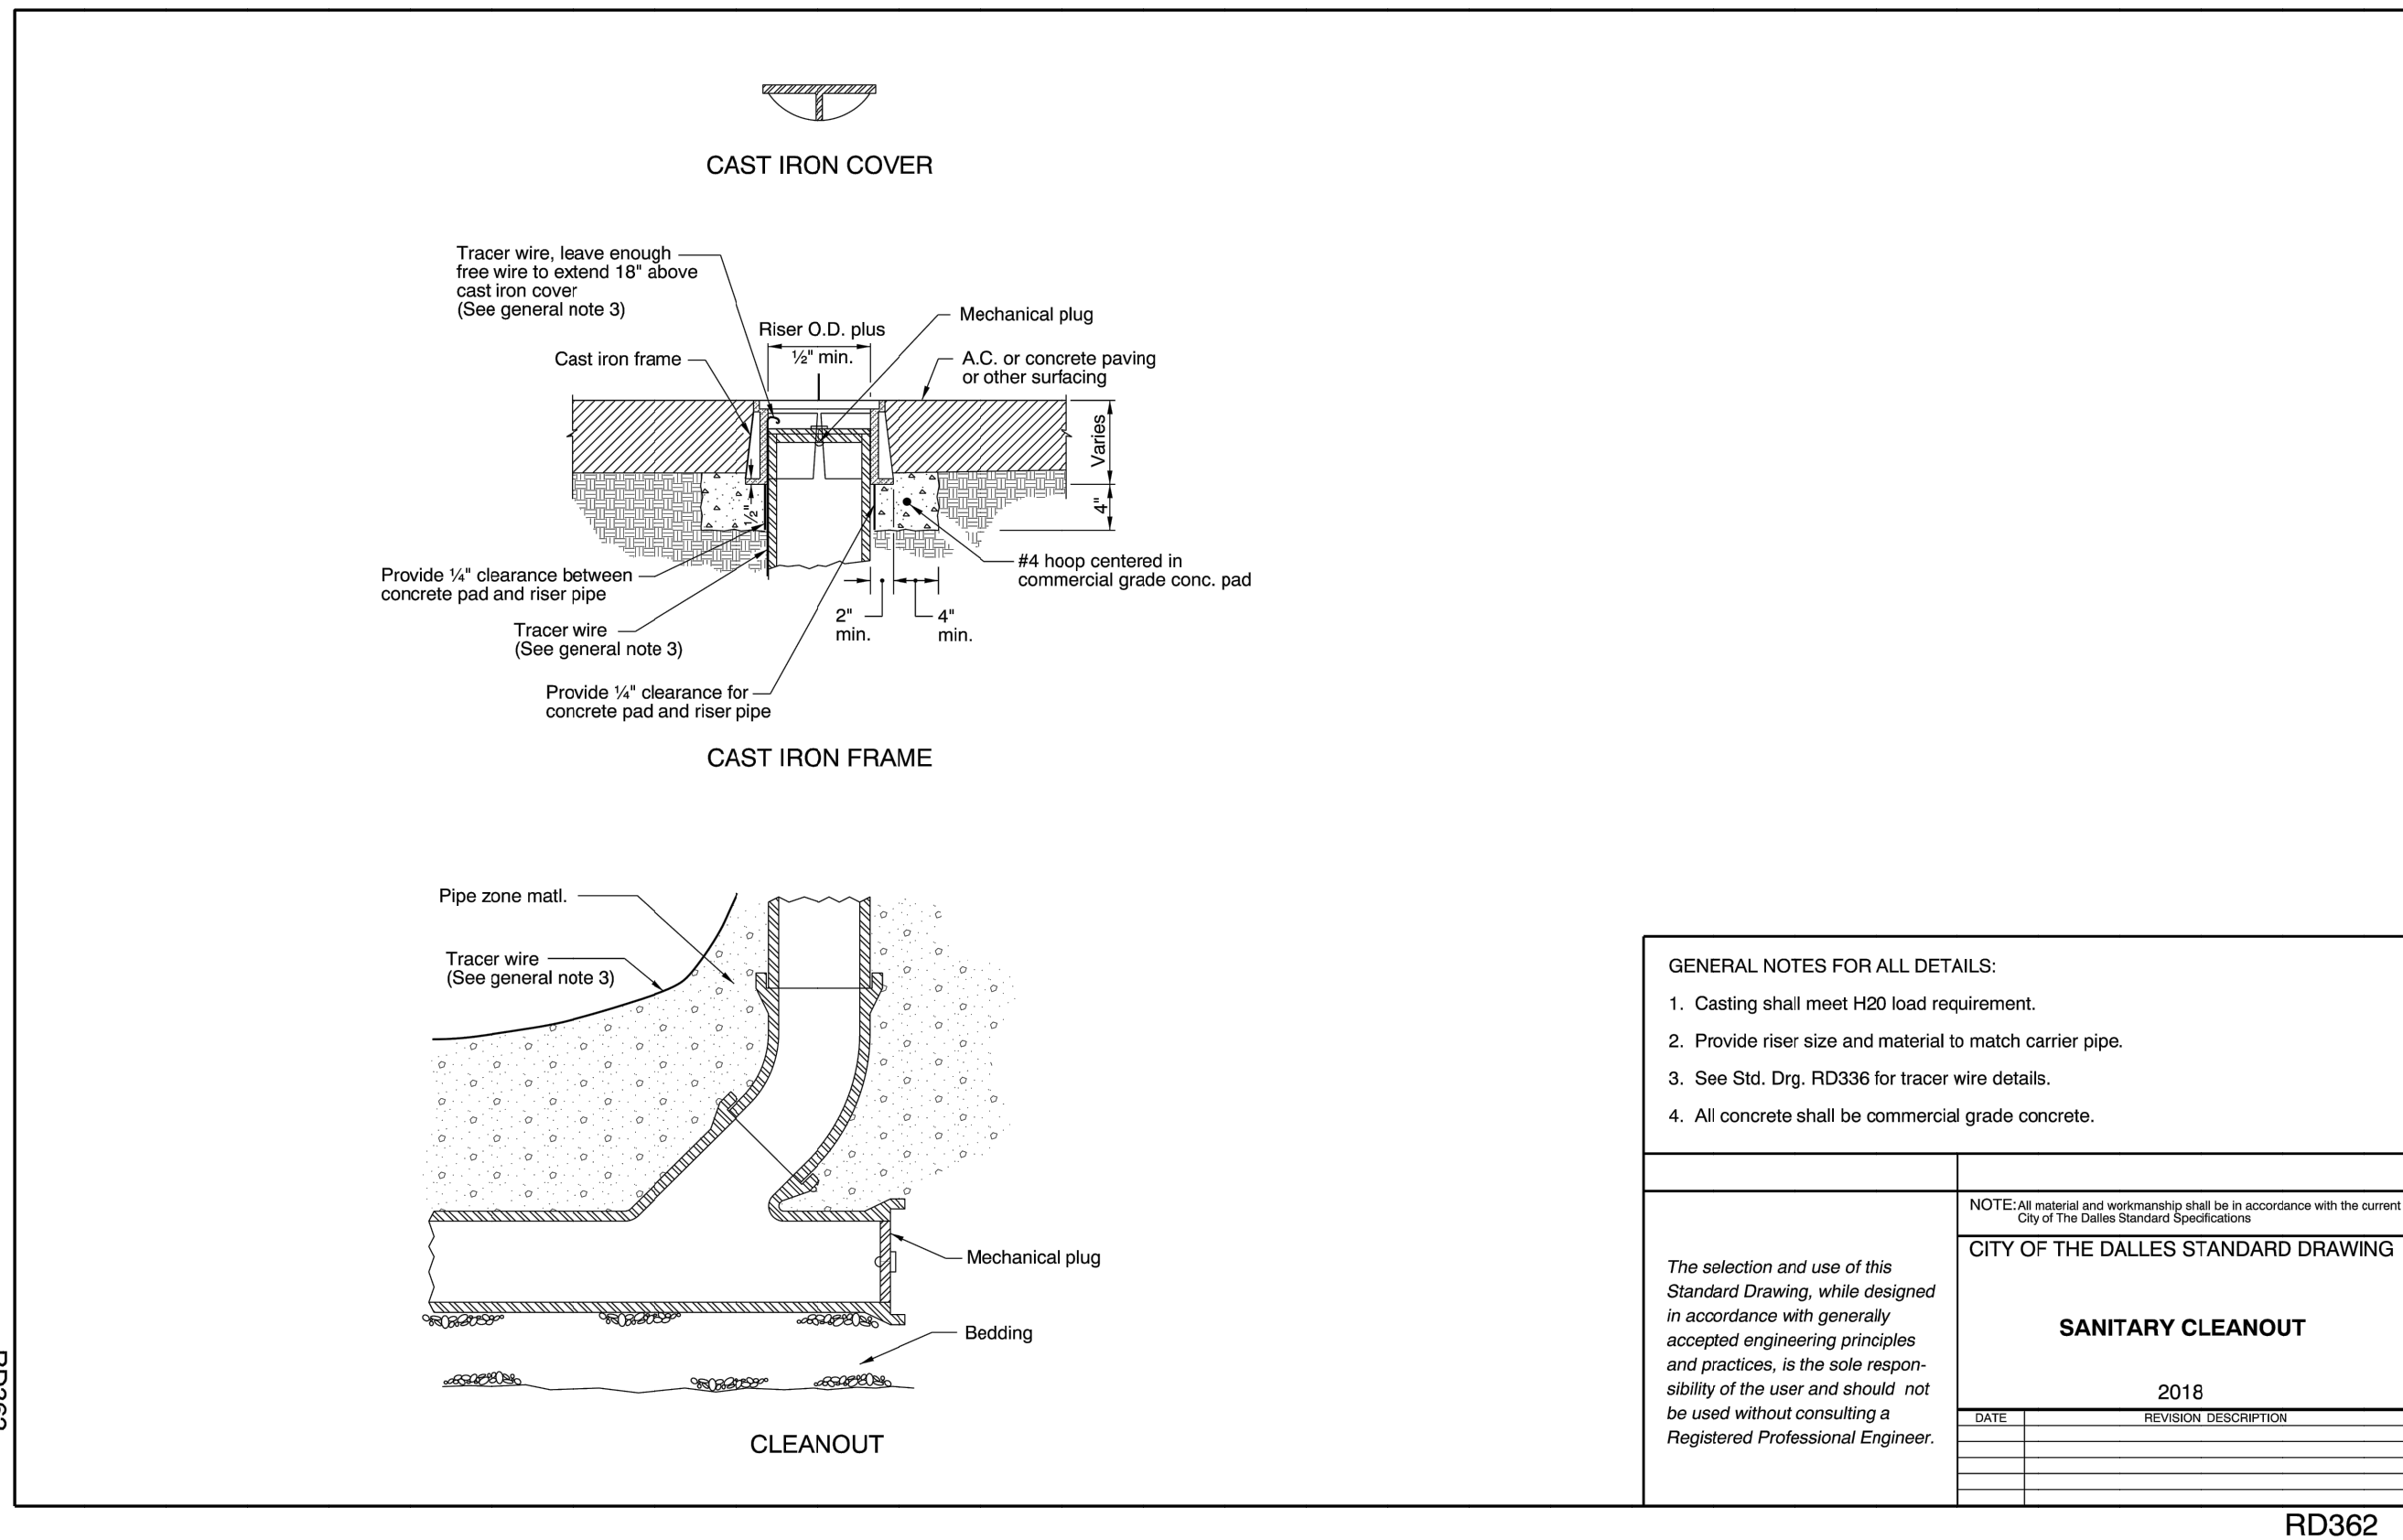 CAST IRON COVER
Tracer wire, leave enough
free wire to extend 18" above
cast iron cover
(See general note 3)
Mechanical plug
Riser O.D. plus
½" min.
Cast iron frame
A.C. or concrete paving
or other surfacing
Varies
4"
½"
#4 hoop centered in
commercial grade conc. pad
Provide ¼" clearance between
concrete pad and riser pipe
2"
min.
4"
min.
Tracer wire
(See general note 3)
Provide ¼" clearance for
concrete pad and riser pipe
CAST IRON FRAME
Pipe zone matl.
Tracer wire
(See general note 3)
Mechanical plug
Bedding
CLEANOUT
GENERAL NOTES FOR ALL DETAILS:
1. Casting shall meet H20 load requirement.
2. Provide riser size and material to match carrier pipe.
3. See Std. Drg. RD336 for tracer wire details.
4. All concrete shall be commercial grade concrete.
NOTE: All material and workmanship shall be in accordance with the current
City of The Dalles Standard Specifications
The selection and use of this
Standard Drawing, while designed
in accordance with generally
accepted engineering principles
and practices, is the sole respon-
sibility of the user and should not
be used without consulting a
Registered Professional Engineer.
CITY OF THE DALLES STANDARD DRAWING
SANITARY CLEANOUT
2018
DATE
REVISION DESCRIPTION
RD362